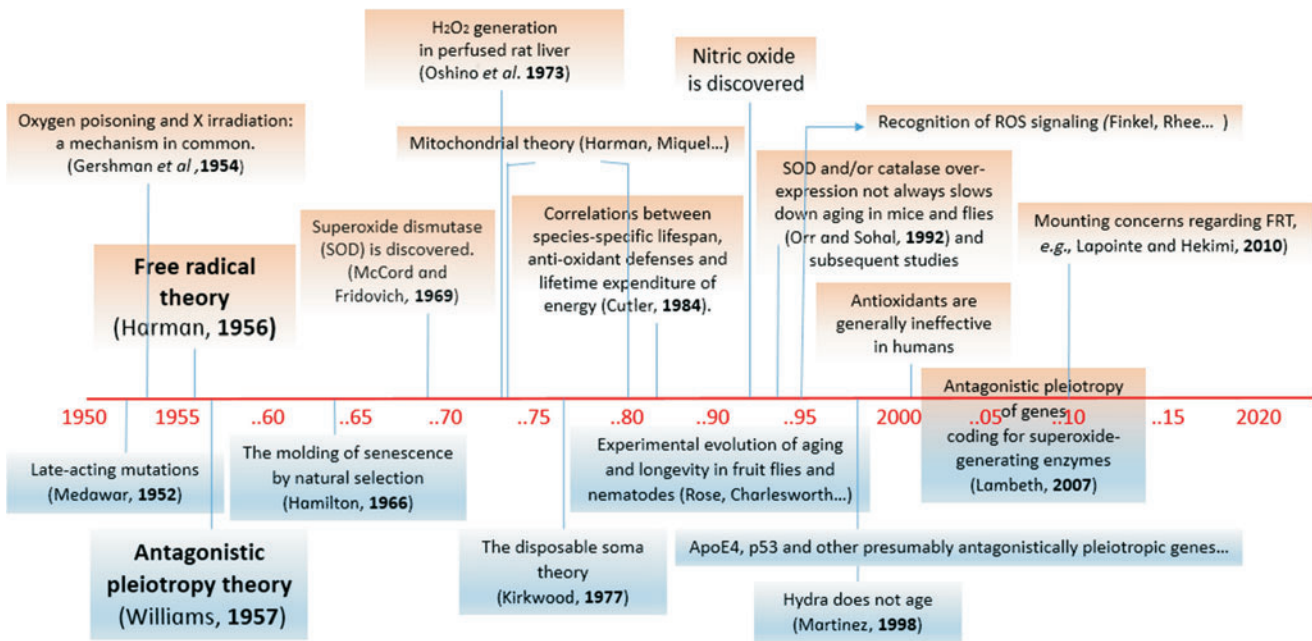 H2O2 generation
in perfused rat liver
(Oshino et al. 1973)
Nitric oxide
is discovered
Oxygen poisoning and X irradiation:
a mechanism in common.
(Gershman et al ,1954)
Mitochondrial theory (Harman, Miquel...)
Recognition of ROS signaling (Finkel, Rhee... )
SOD and/or catalase over-
expression not always slows
down aging in mice and flies
(Orr and Sohal, 1992) and
subsequent studies
Superoxide dismutase
(SOD) is discovered.
(McCord and
Fridovich, 1969)
Correlations between
species-specific lifespan,
anti-oxidant defenses and
lifetime expenditure of
energy (Cutler, 1984).
Mounting concerns regarding FRT,
e.g., Lapointe and Hekimi, 2010)
Free radical
theory
(Harman, 1956)
Antioxidants are
generally ineffective
in humans
1950 1955 ..60 ..65 ..70 ..75 ..80 ..90 ..95 2000 ..05 ..10 ..15 2020
Antagonistic pleiotropy
of genes
coding for superoxide-
generating enzymes
(Lambeth, 2007)
Late-acting mutations
(Medawar, 1952)
The molding of senescence
by natural selection
(Hamilton, 1966)
Experimental evolution of aging
and longevity in fruit flies and
nematodes (Rose, Charlesworth...)
Antagonistic
pleiotropy theory
(Williams, 1957)
The disposable soma
theory
(Kirkwood, 1977)
ApoE4, p53 and other presumably antagonistically pleiotropic genes...
Hydra does not age
(Martinez, 1998)